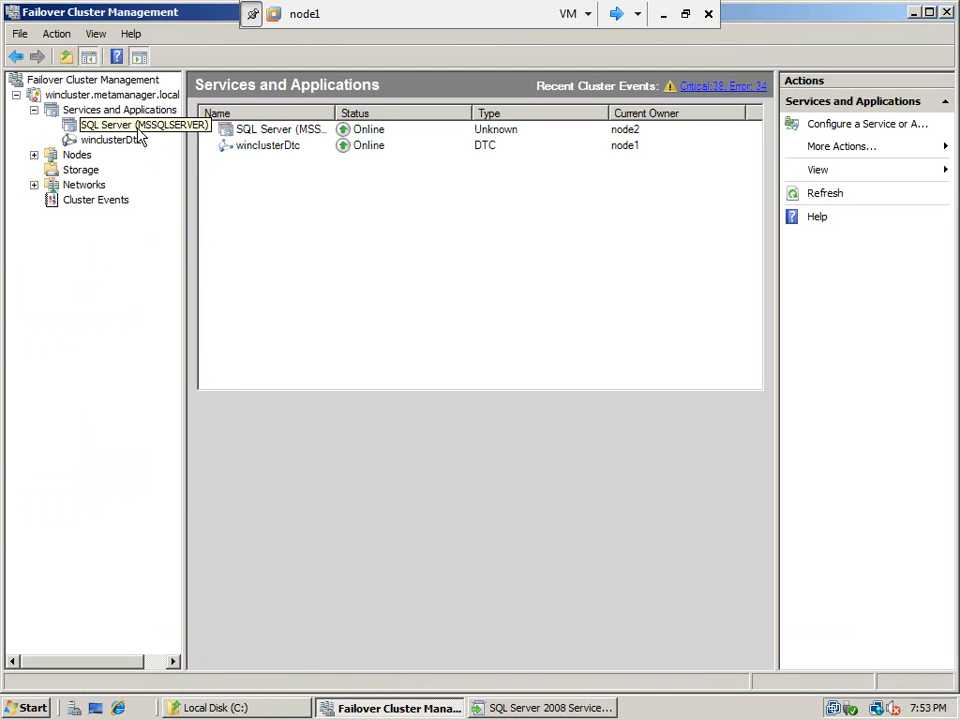 Failover Cluster Management
node1
VM
File Action View Help
Failover Cluster Management
wincluster.metamanager.local
Services and Applications
SQL Server (MSSQLSERVER)
winclusterDtc
Nodes
Storage
Networks
Cluster Events
Services and Applications
Recent Cluster Events: Critical:38, Error: 34
Name Status Type Current Owner
SQL Server (MSS... Online Unknown node2
winclusterDtc Online DTC node1
Actions
Services and Applications
Configure a Service or A...
More Actions...
View
Refresh
Help
Start
Local Disk (C:)
Failover Cluster Mana...
SQL Server 2008 Service...
7:53 PM